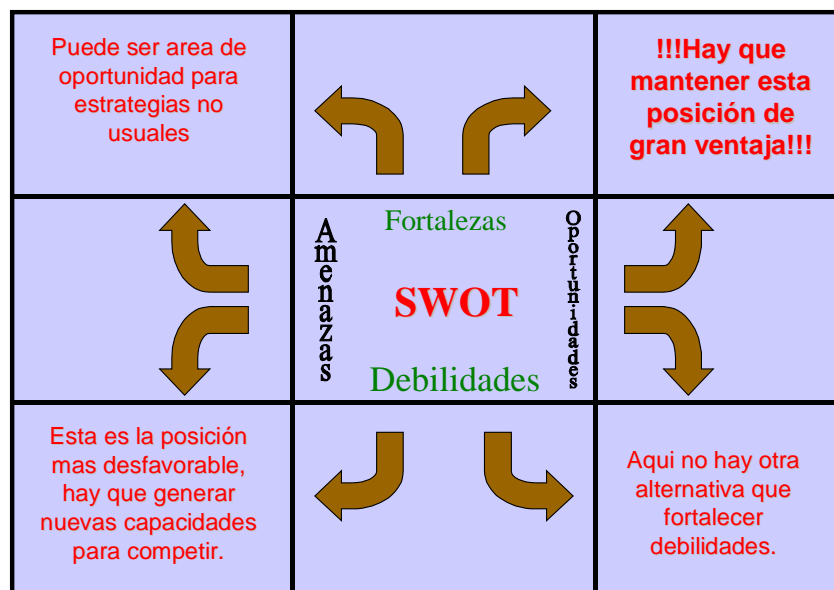 Puede ser area de
oportunidad para
estrategias no
usuales
!!!Hay que
mantener esta
posición de
gran ventaja!!!
Amenazas
Fortalezas
SWOT
Debilidades
Oportunidades
Esta es la posición
mas desfavorable,
hay que generar
nuevas capacidades
para competir.
Aqui no hay otra
alternativa que
fortalecer
debilidades.